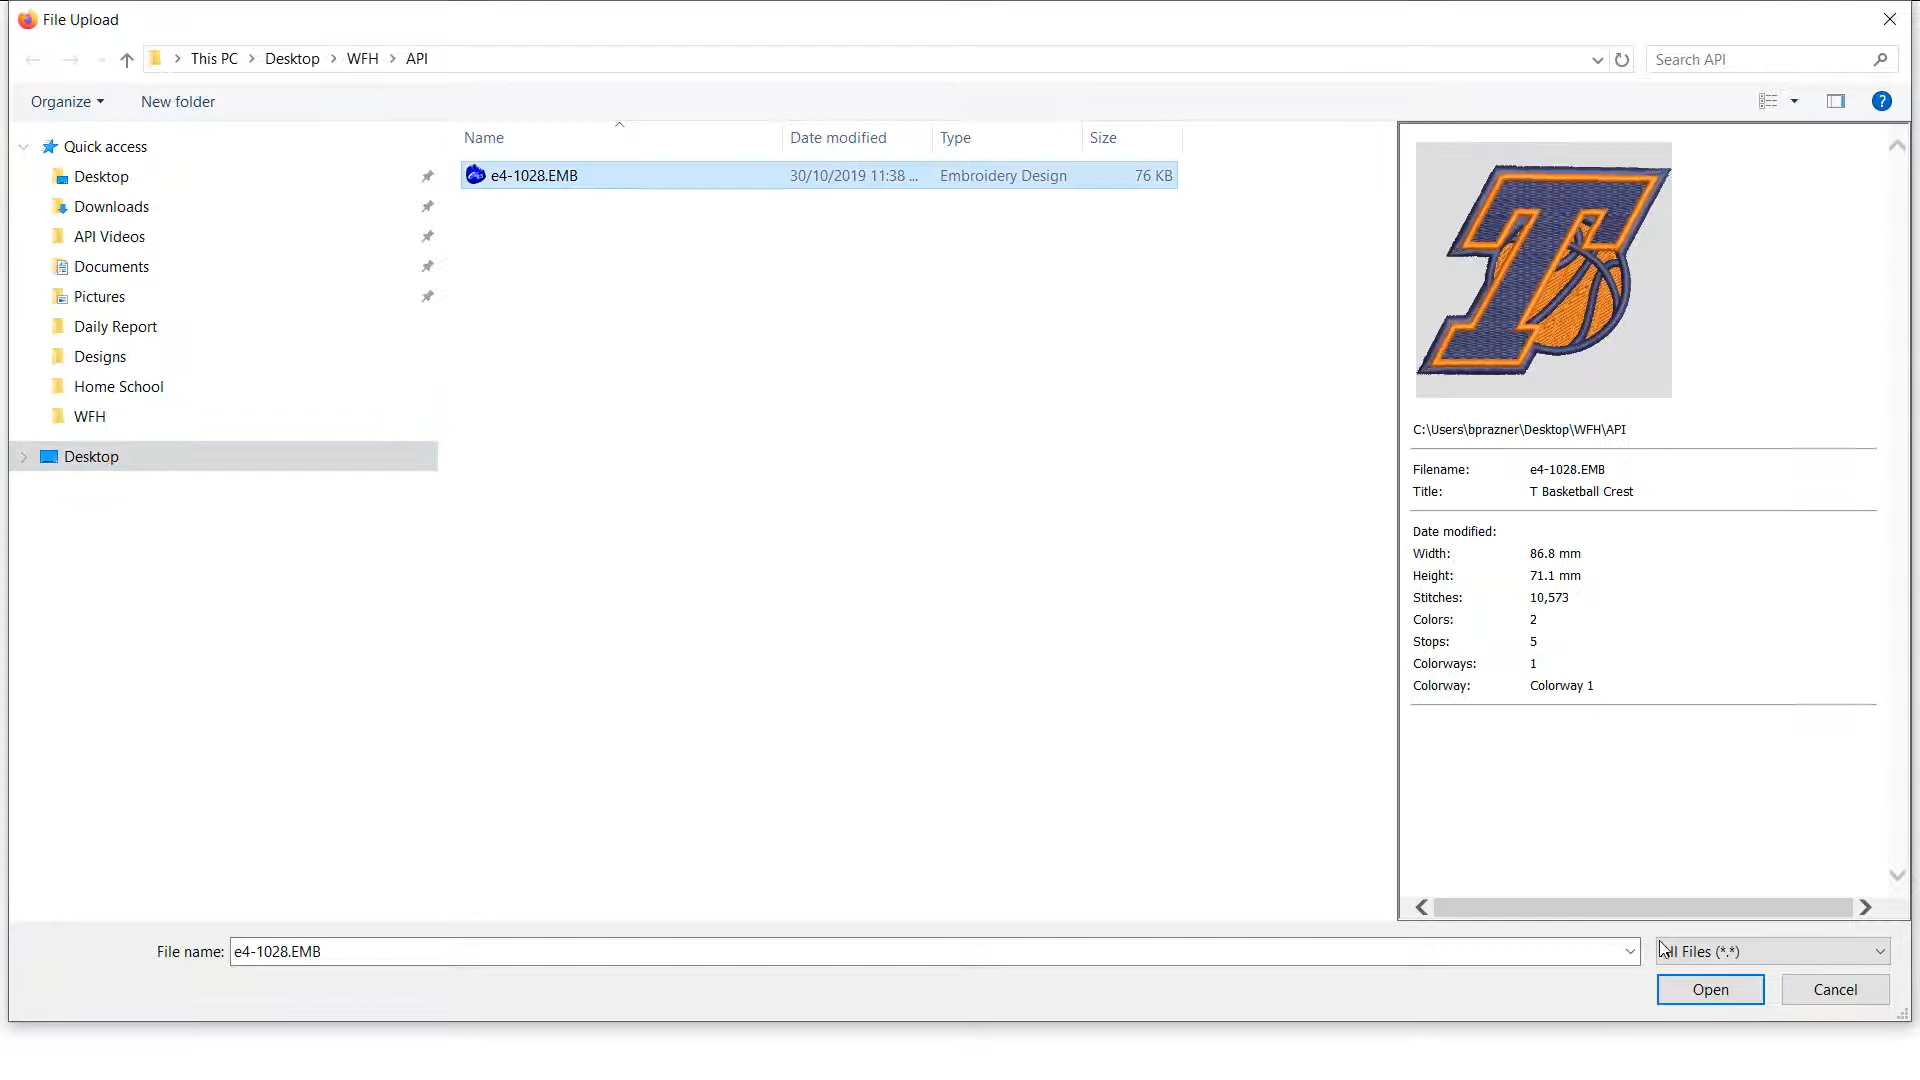 File Upload
This PC > Desktop > WFH > API
Search API
Organize
New folder
?
Quick access
Desktop
Downloads
API Videos
Documents
Pictures
Daily Report
Designs
Home School
WFH
Desktop
Name Date modified Type Size
e4-1028.EMB 30/10/2019 11:38 ... Embroidery Design 76 KB
T
C:\Users\bprazner\Desktop\WFH\API
Filename: e4-1028.EMB
Title: T Basketball Crest
Date modified:
Width: 86.8 mm
Height: 71.1 mm
Stitches: 10,573
Colors: 2
Stops: 5
Colorways: 1
Colorway: Colorway 1
File name: e4-1028.EMB
All Files (*.*)
Open
Cancel